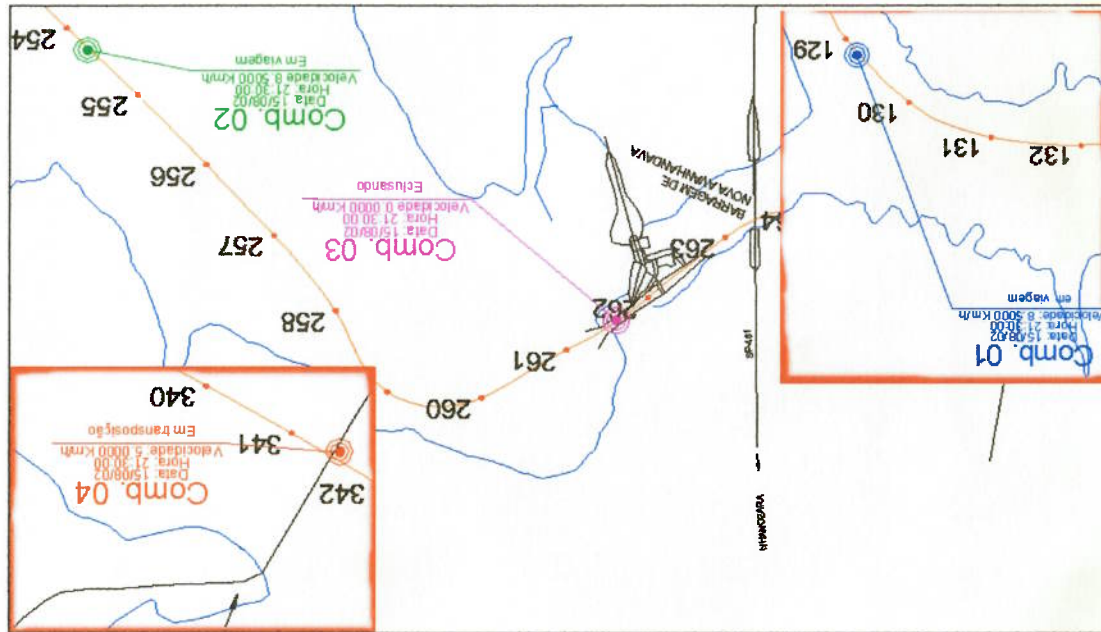 342
Comb. 04
Data: 15/08/02
Hora: 21:30:00
Velocidade: 5.0000 Km/h
Em transposição
341
340
Comb. 01
Data: 15/08/02
Hora: 21:30:00
Velocidade: 8.5000 Km/h
em viagem
132
131
130
129
SP-461
263
BARRAGEM DE
NOVA AVANHANDAVA
262
261
260
258
257
256
255
254
Comb. 03
Data: 15/08/02
Hora: 21:30:00
Velocidade 0.0000 Km/h
Eclusando
Comb. 02
Data: 15/08/02
Hora: 21:30:00
Velocidade 8.5000 Km/h
Em viagem